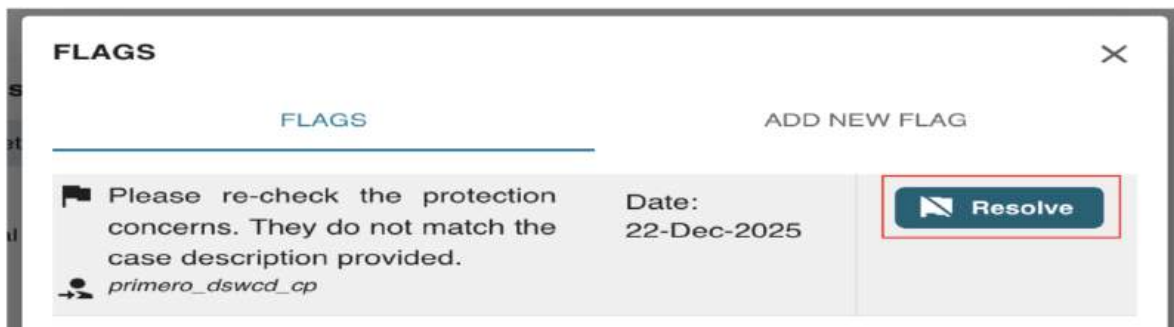 FLAGS
FLAGS
ADD NEW FLAG
Please re-check the protection
concerns. They do not match the
case description provided.
primero_dswcd_cp
Date:
22-Dec-2025
Resolve